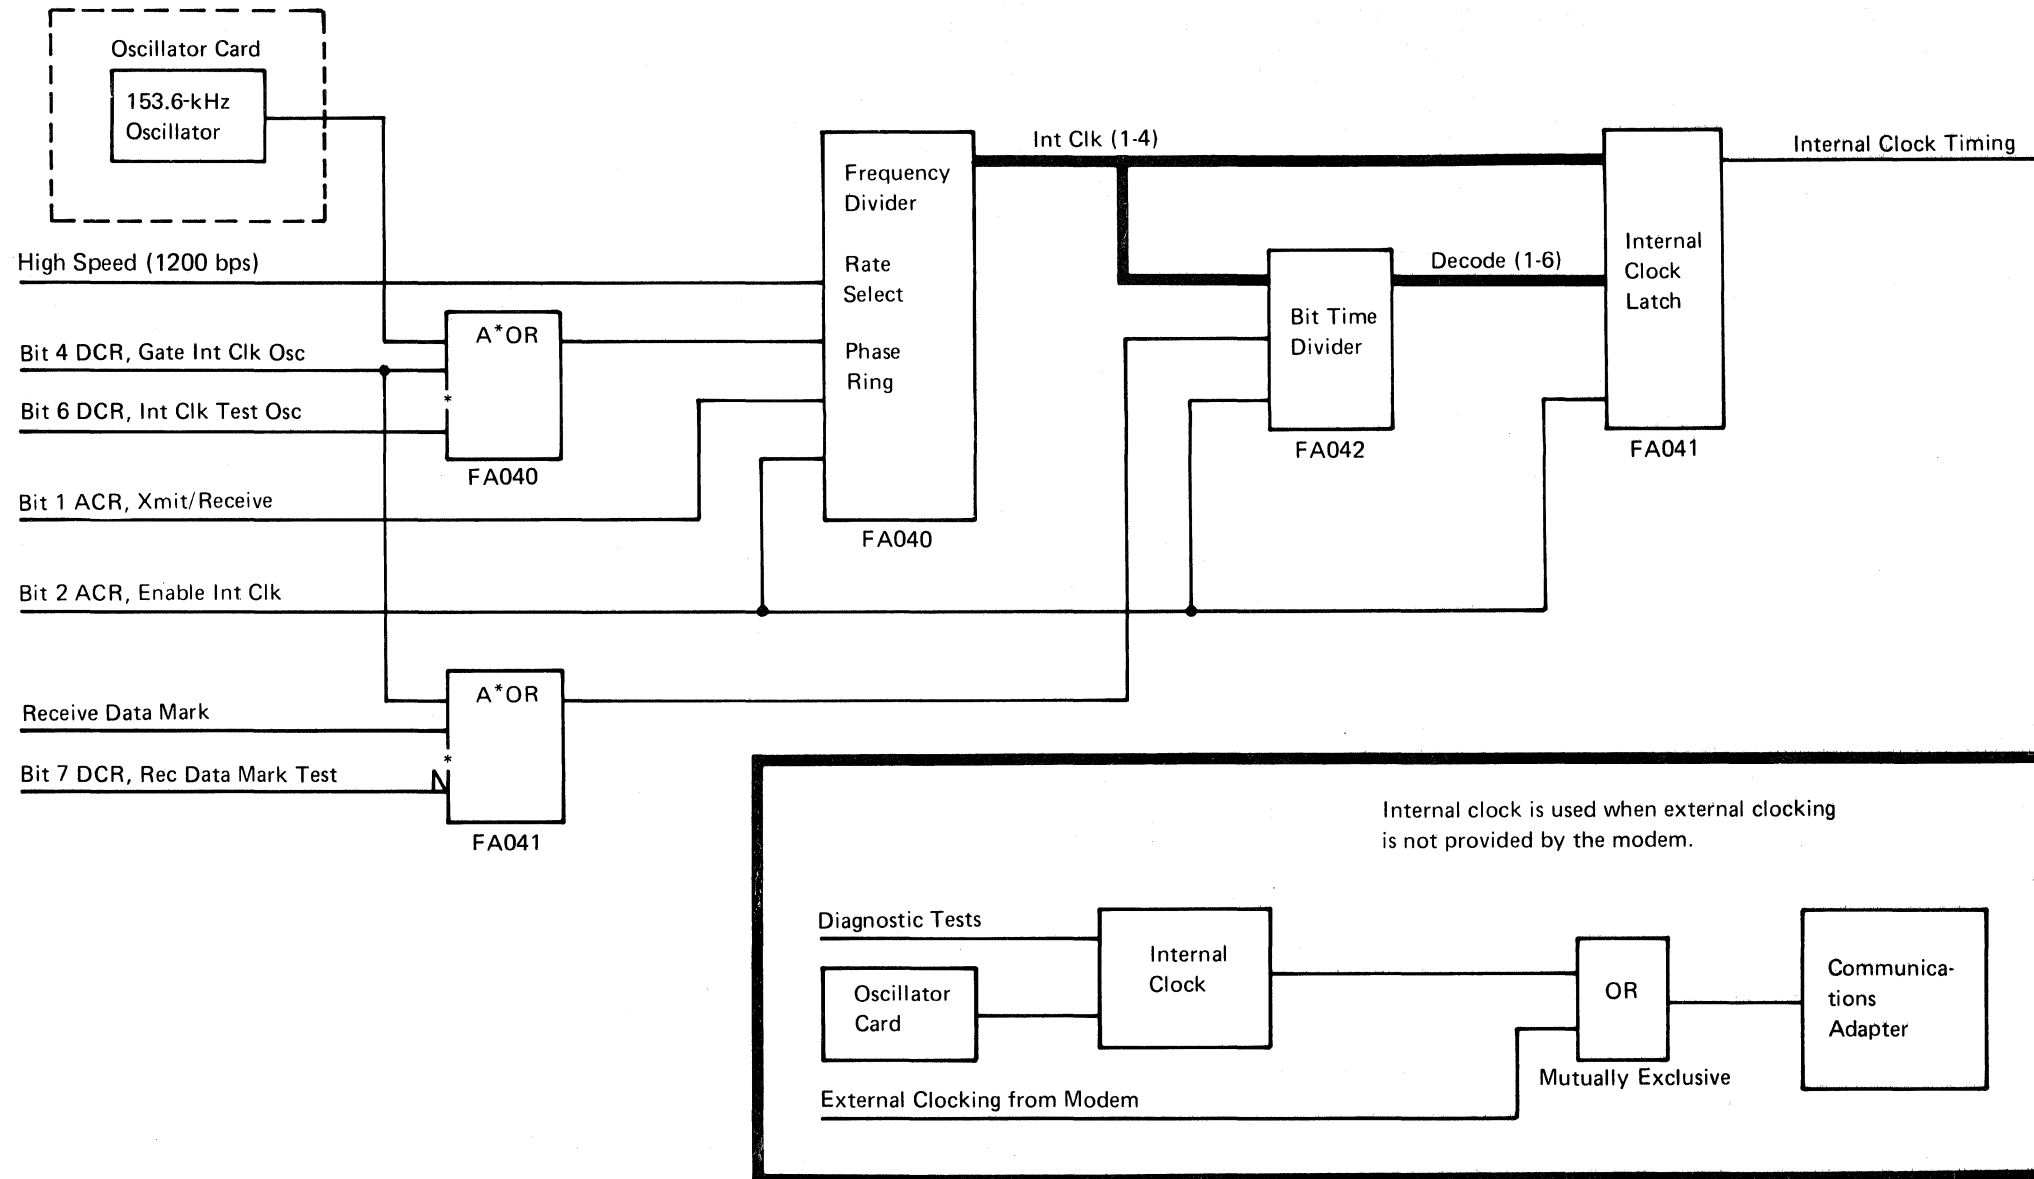 Oscillator Card
153.6-kHz
Oscillator
High Speed (1200 bps)
Bit 4 DCR, Gate Int Clk Osc
Bit 6 DCR, Int Clk Test Osc
Bit 1 ACR, Xmit/Receive
Bit 2 ACR, Enable Int Clk
Receive Data Mark
Bit 7 DCR, Rec Data Mark Test
A*OR
*
FA040
A*OR
*
N
FA041
Frequency
Divider
Rate
Select
Phase
Ring
FA040
Int Clk (1-4)
Bit Time
Divider
FA042
Decode (1-6)
Internal
Clock
Latch
FA041
Internal Clock Timing
Internal clock is used when external clocking
is not provided by the modem.
Diagnostic Tests
Oscillator
Card
Internal
Clock
External Clocking from Modem
OR
Mutually Exclusive
Communica-
tions
Adapter